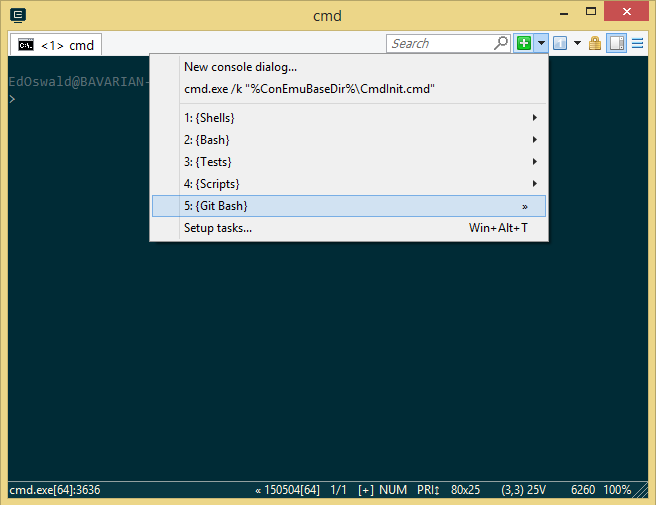 cmd
<1> cmd
Search
New console dialog...
cmd.exe /k "%ConEmuBaseDir%\CmdInit.cmd"
1: {Shells}
2: {Bash}
3: {Tests}
4: {Scripts}
5: {Git Bash} »
Setup tasks... Win+Alt+T
EdOswald@BAVARIAN-
>
cmd.exe[64]:3636 « 150504[64] 1/1 [+] NUM PRI↕ 80x25 (3,3) 25V 6260 100%